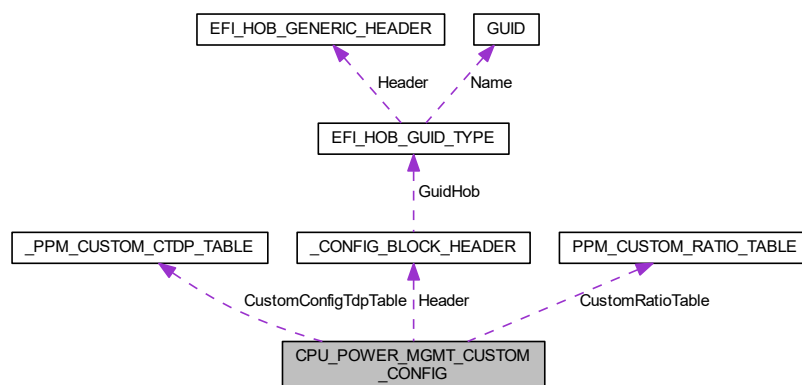 EFI_HOB_GENERIC_HEADER
GUID
Header
Name
EFI_HOB_GUID_TYPE
GuidHob
_PPM_CUSTOM_CTDP_TABLE
_CONFIG_BLOCK_HEADER
PPM_CUSTOM_RATIO_TABLE
CustomConfigTdpTable
Header
CustomRatioTable
CPU_POWER_MGMT_CUSTOM
_CONFIG